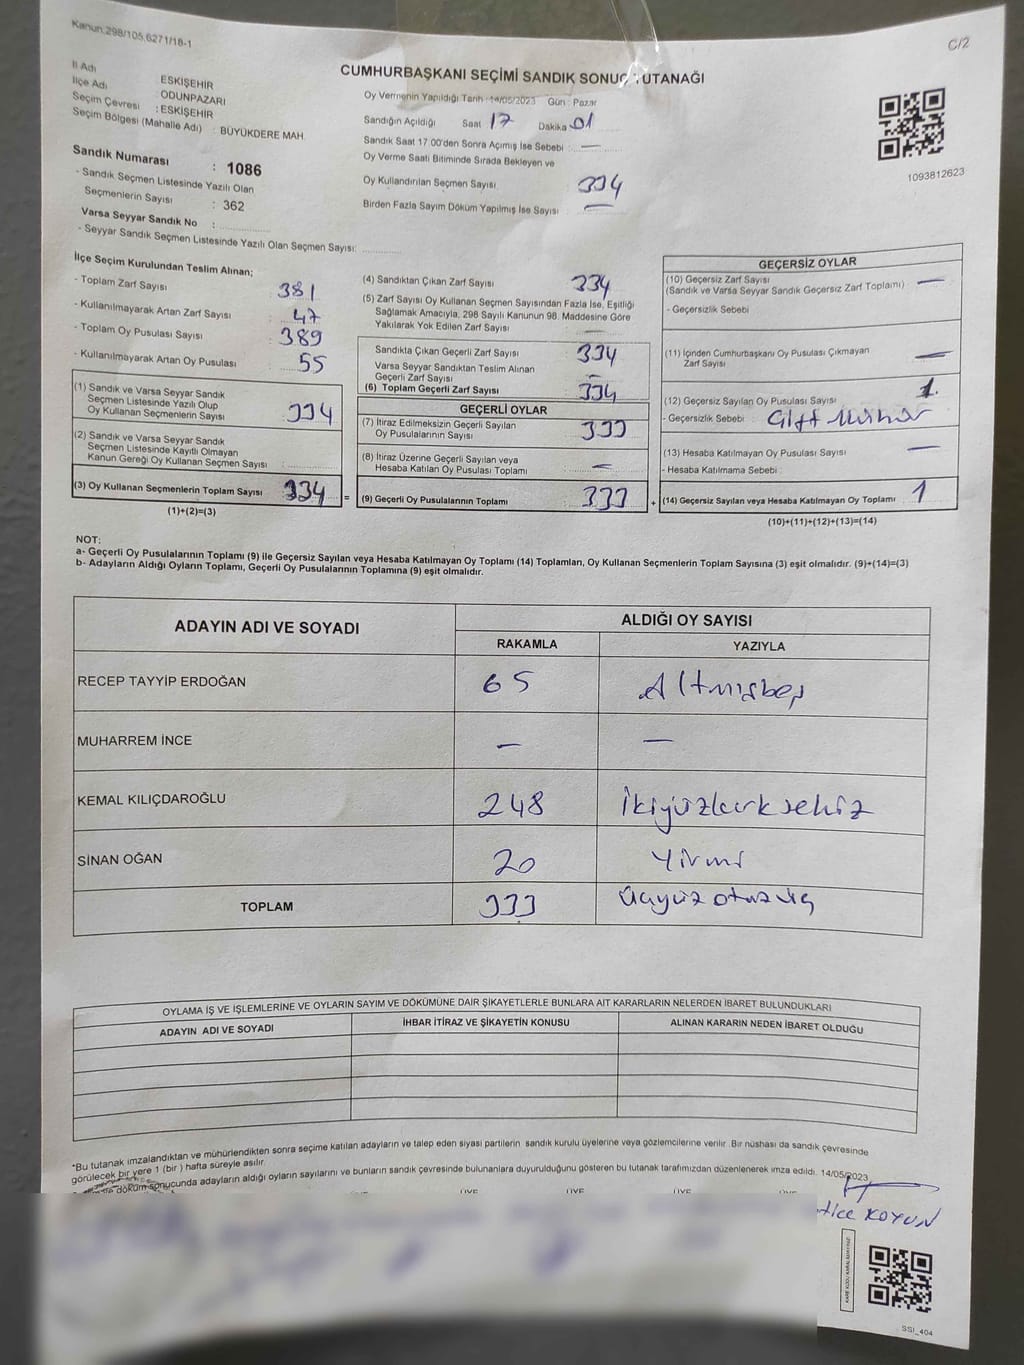 Kanun.298/105,6271/18-1
C/2
CUMHURBAŞKANI SEÇİMİ SANDIK SONUÇ TUTANAĞI
İl Adı ESKİŞEHİR
İlçe Adı ODUNPAZARI
Seçim Çevresi : ESKİŞEHİR
Seçim Bölgesi (Mahalle Adı) : BÜYÜKDERE MAH.
Sandık Numarası : 1086
- Sandık Seçmen Listesinde Yazılı Olan
Seçmenlerin Sayısı : 362
Varsa Seyyar Sandık No :
- Seyyar Sandık Seçmen Listesinde Yazılı Olan Seçmen Sayısı:
Oy Vermenin Yapıldığı Tarih -14/05/2023 Gün : Pazar
Sandığın Açıldığı Saat 17 Dakika 01
Sandık Saat 17.00'den Sonra Açımış İse Sebebi : —
Oy Verme Saati Bitiminde Sırada Bekleyen ve
Oy Kullandırılan Seçmen Sayısı 334
Birden Fazla Sayım Döküm Yapılmış İse Sayısı —
1093812623
İlçe Seçim Kurulundan Teslim Alınan;
- Toplam Zarf Sayısı 381
- Kullanılmayarak Artan Zarf Sayısı 47
- Toplam Oy Pusulası Sayısı 389
- Kullanılmayarak Artan Oy Pusulası 55
(1) Sandık ve Varsa Seyyar Sandık
Seçmen Listesinde Yazılı Olup
Oy Kullanan Seçmenlerin Sayısı 334
(2) Sandık ve Varsa Seyyar Sandık
Seçmen Listesinde Kayıtlı Olmayan
Kanun Gereği Oy Kullanan Seçmen Sayısı
(3) Oy Kullanan Seçmenlerin Toplam Sayısı 334 =
(1)+(2)=(3)
(4) Sandıktan Çıkan Zarf Sayısı 334
(5) Zarf Sayısı Oy Kullanan Seçmen Sayısından Fazla İse, Eşitliği
Sağlamak Amacıyla, 298 Sayılı Kanunun 98. Maddesine Göre
Yakılarak Yok Edilen Zarf Sayısı —
Sandıkta Çıkan Geçerli Zarf Sayısı 334
Varsa Seyyar Sandıktan Teslim Alınan
Geçerli Zarf Sayısı —
(6) Toplam Geçerli Zarf Sayısı 334
GEÇERLİ OYLAR
(7) İtiraz Edilmeksizin Geçerli Sayılan
Oy Pusulalarının Sayısı 333
(8) İtiraz Üzerine Geçerli Sayılan veya
Hesaba Katılan Oy Pusulası Toplamı —
(9) Geçerli Oy Pusulalarının Toplamı 333 +
GEÇERSİZ OYLAR
(10) Geçersiz Zarf Sayısı —
(Sandık ve Varsa Seyyar Sandık Geçersiz Zarf Toplamı)
- Geçersizlik Sebebi
(11) İçinden Cumhurbaşkanı Oy Pusulası Çıkmayan
Zarf Sayısı —
(12) Geçersiz Sayılan Oy Pusulası Sayısı 1
- Geçersizlik Sebebi : Çift Mühür
(13) Hesaba Katılmayan Oy Pusulası Sayısı —
- Hesaba Katılmama Sebebi
(14) Geçersiz Sayılan veya Hesaba Katılmayan Oy Toplamı 1
(10)+(11)+(12)+(13)=(14)
NOT:
a- Geçerli Oy Pusulalarının Toplamı (9) ile Geçersiz Sayılan veya Hesaba Katılmayan Oy Toplamı (14) Toplamları, Oy Kullanan Seçmenlerin Toplam Sayısına (3) eşit olmalıdır. (9)+(14)=(3)
b- Adayların Aldığı Oyların Toplamı, Geçerli Oy Pusulalarının Toplamına (9) eşit olmalıdır.
ADAYIN ADI VE SOYADI
ALDIĞI OY SAYISI
RAKAMLA YAZIYLA
RECEP TAYYİP ERDOĞAN 65 Altmışbeş
MUHARREM İNCE — —
KEMAL KILIÇDAROĞLU 248 İkiyüzkırksekiz
SİNAN OĞAN 20 Yirmi
TOPLAM 333 Üçyüz otuz üç
OYLAMA İŞ VE İŞLEMLERİNE VE OYLARIN SAYIM VE DÖKÜMÜNE DAİR ŞİKAYETLERLE BUNLARA AİT KARARLARIN NELERDEN İBARET BULUNDUKLARI
ADAYIN ADI VE SOYADI İHBAR İTİRAZ VE ŞİKAYETİN KONUSU ALINAN KARARIN NEDEN İBARET OLDUĞU
*Bu tutanak imzalandıktan ve mühürlendikten sonra seçime katılan adayların ve talep eden siyasi partilerin sandık kurulu üyelerine veya gözlemcilerine verilir. Bir nüshası da sandık çevresinde
görülecek bir yere 1 (bir) hafta süreyle asılır.
döküm sonucunda adayların aldığı oyların sayılarını ve bunların sandık çevresinde bulunanlara duyurulduğunu gösteren bu tutanak tarafımızdan düzenlenerek imza edildi. 14/05/2023
ÜYE ÜYE ÜYE ÜYE
KOYUN
KARE KODU KARALAMAYINIZ!
SSI_404